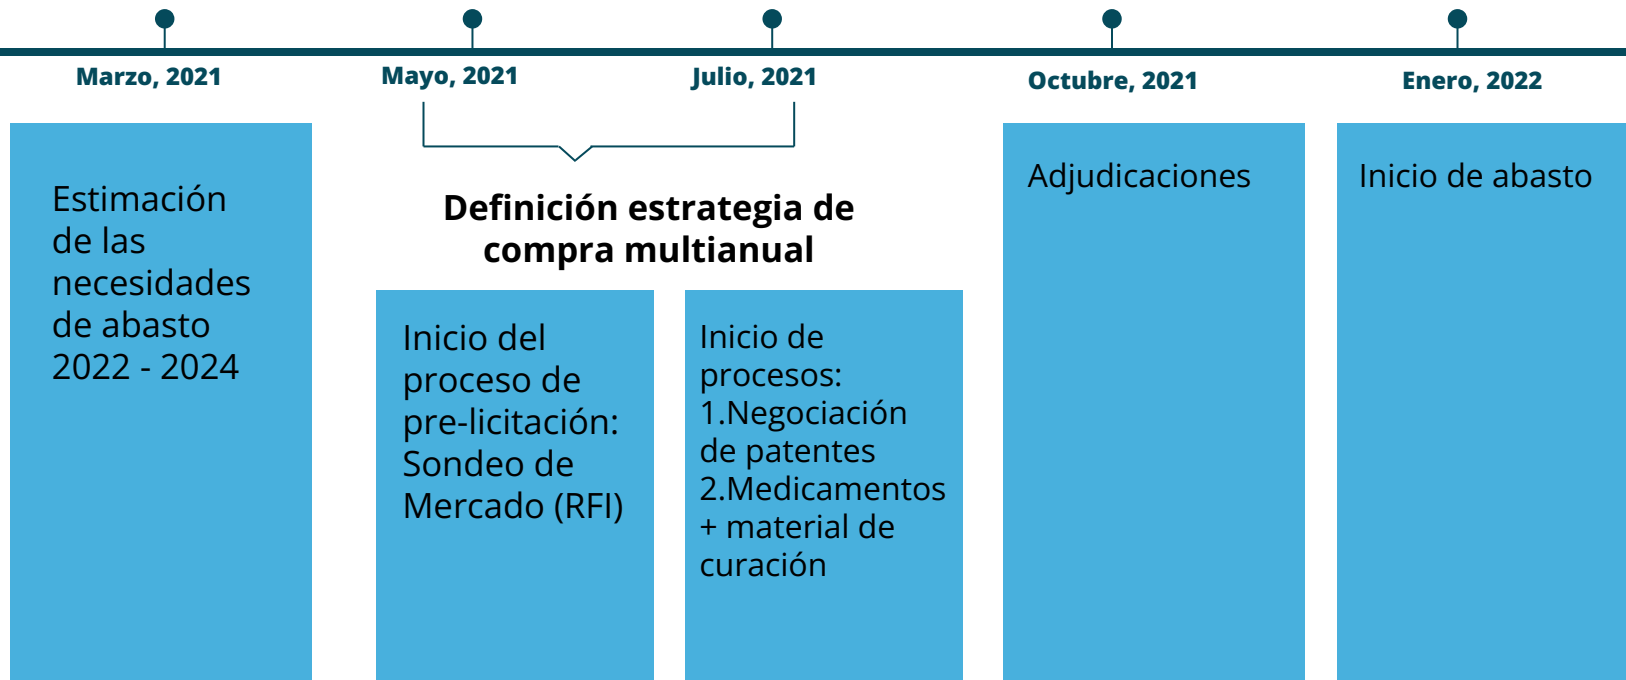 Marzo, 2021
Mayo, 2021
Julio, 2021
Octubre, 2021
Enero, 2022
Estimación
de las
necesidades
de abasto
2022 - 2024
Definición estrategia de
compra multianual
Inicio del
proceso de
pre-licitación:
Sondeo de
Mercado (RFI)
Inicio de
procesos:
1.Negociación
de patentes
2.Medicamentos
+ material de
curación
Adjudicaciones
Inicio de abasto